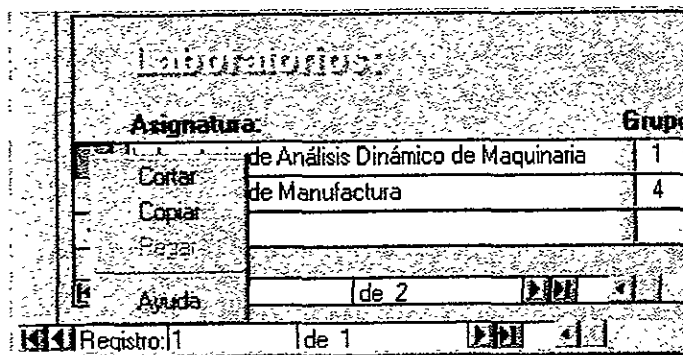 Laboratorios:
Asignatura: Grupo
de Análisis Dinámico de Maquinaria 1
Cortar
de Manufactura 4
Copiar
Pegar
de 2
Ayuda
Registro: 1 de 1